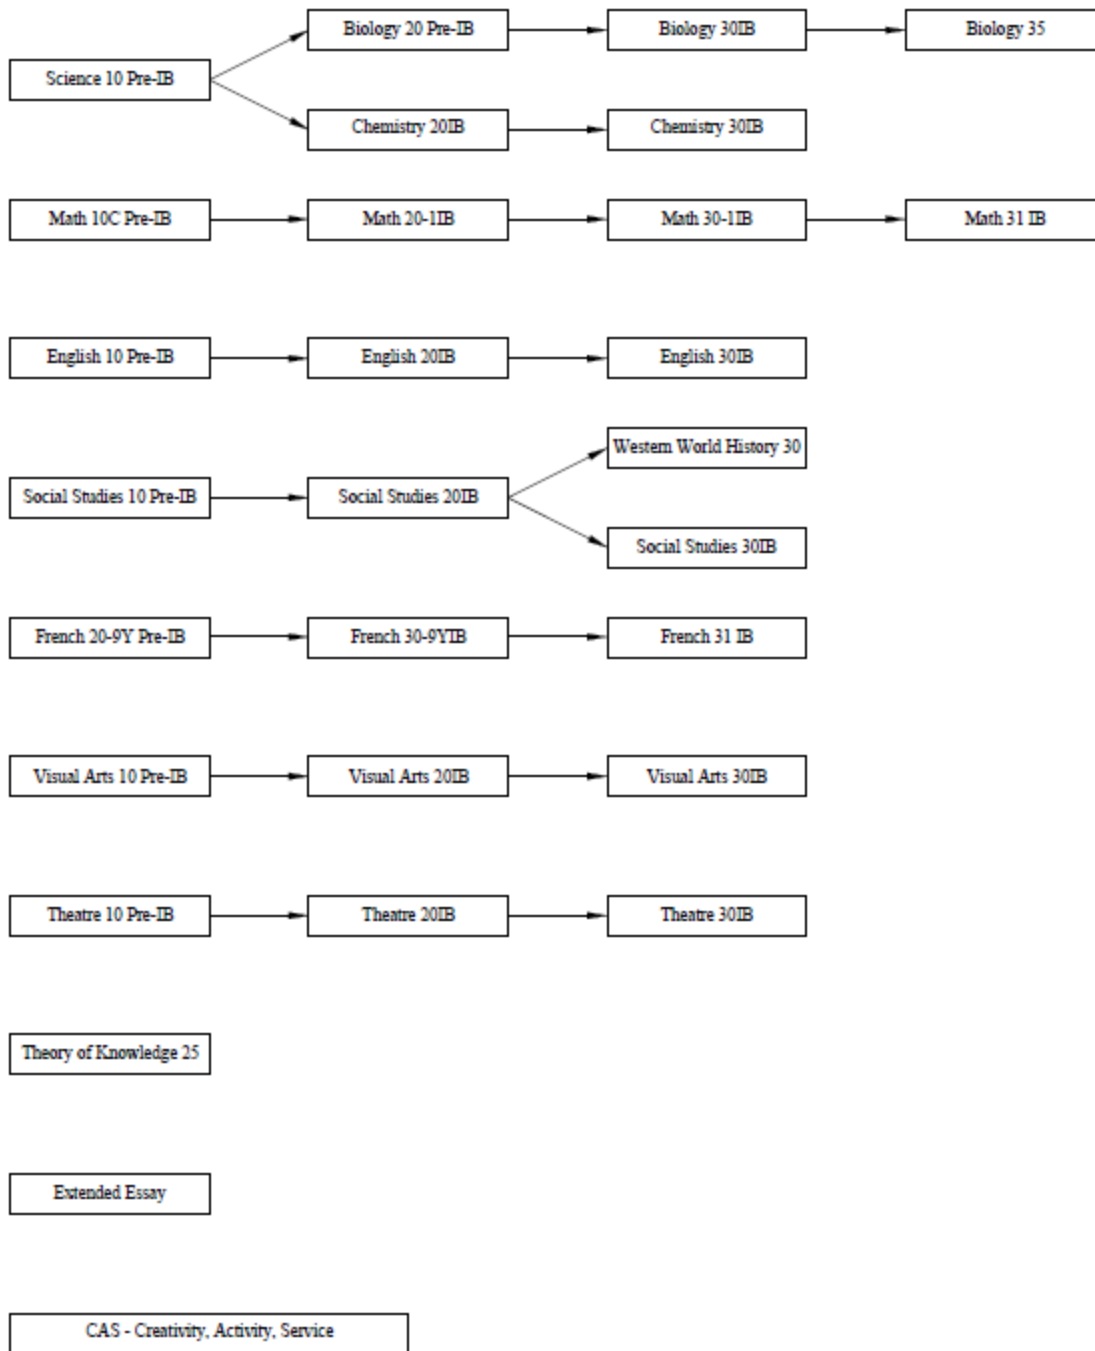 Biology 20 Pre-IB
Biology 30IB
Biology 35
Science 10 Pre-IB
Chemistry 20IB
Chemistry 30IB
Math 10C Pre-IB
Math 20-1IB
Math 30-1IB
Math 31 IB
English 10 Pre-IB
English 20IB
English 30IB
Western World History 30
Social Studies 10 Pre-IB
Social Studies 20IB
Social Studies 30IB
French 20-9Y Pre-IB
French 30-9YIB
French 31 IB
Visual Arts 10 Pre-IB
Visual Arts 20IB
Visual Arts 30IB
Theatre 10 Pre-IB
Theatre 20IB
Theatre 30IB
Theory of Knowledge 25
Extended Essay
CAS - Creativity, Activity, Service